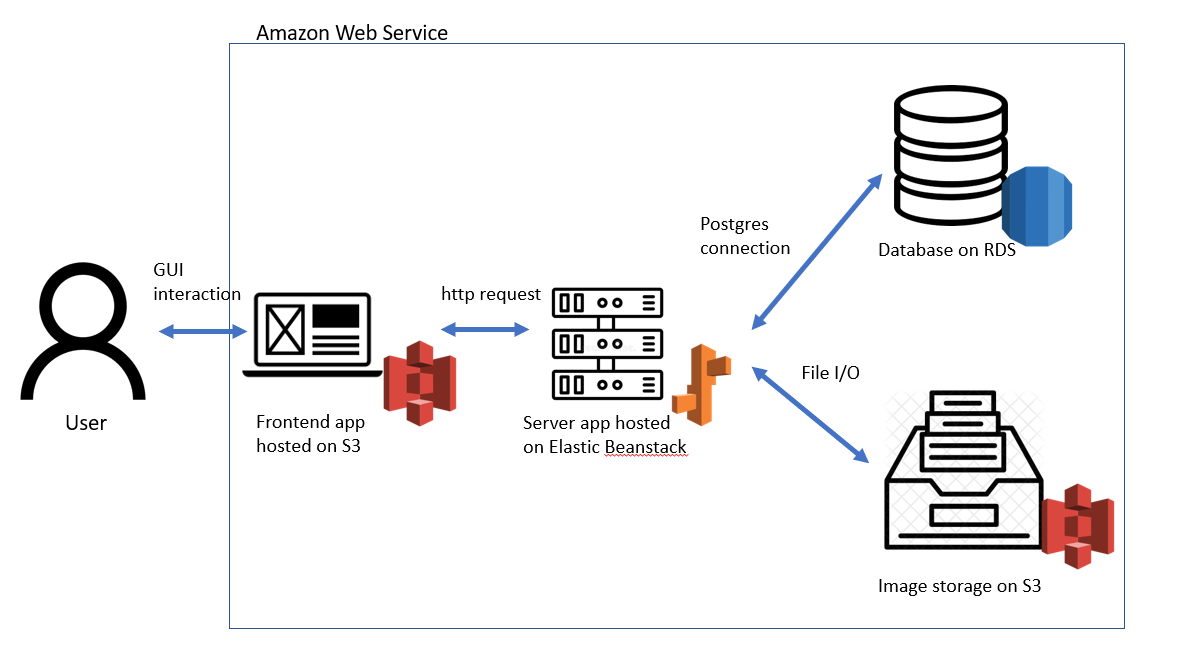 Amazon Web Service
GUI
interaction
User
Frontend app
hosted on S3
http request
Server app hosted
on Elastic Beanstack
Postgres
connection
Database on RDS
File I/O
Image storage on S3